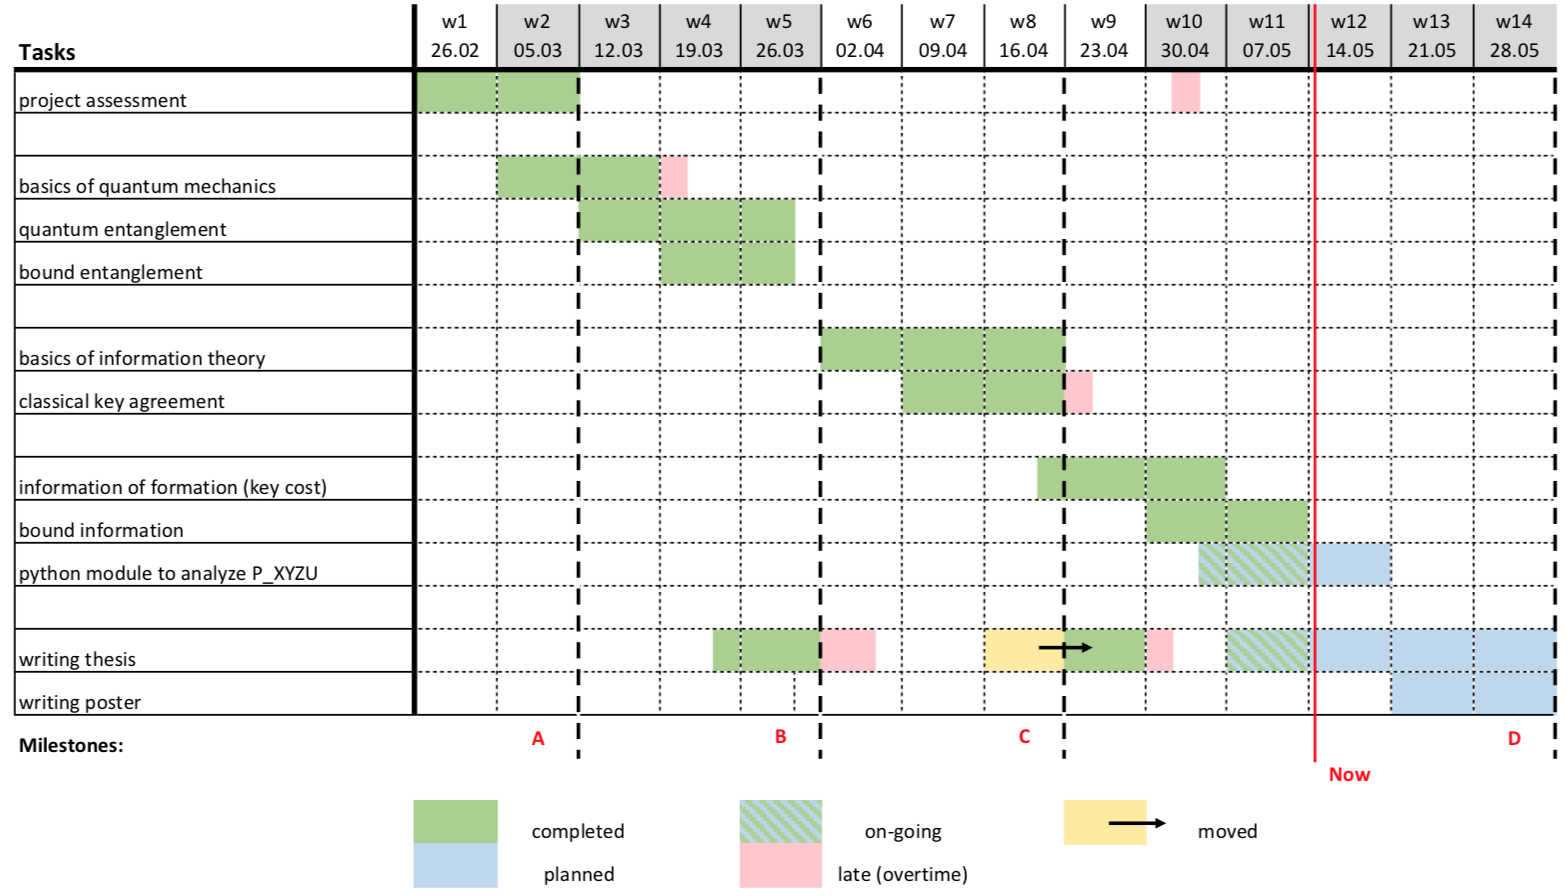 w1 w2 w3 w4 w5 w6 w7 w8 w9 w10 w11 w12 w13 w14
Tasks 26.02 05.03 12.03 19.03 26.03 02.04 09.04 16.04 23.04 30.04 07.05 14.05 21.05 28.05
project assessment
basics of quantum mechanics
quantum entanglement
bound entanglement
basics of information theory
classical key agreement
information of formation (key cost)
bound information
python module to analyze P_XYZU
writing thesis
writing poster
Milestones: A B C D
Now
completed on-going moved
planned late (overtime)